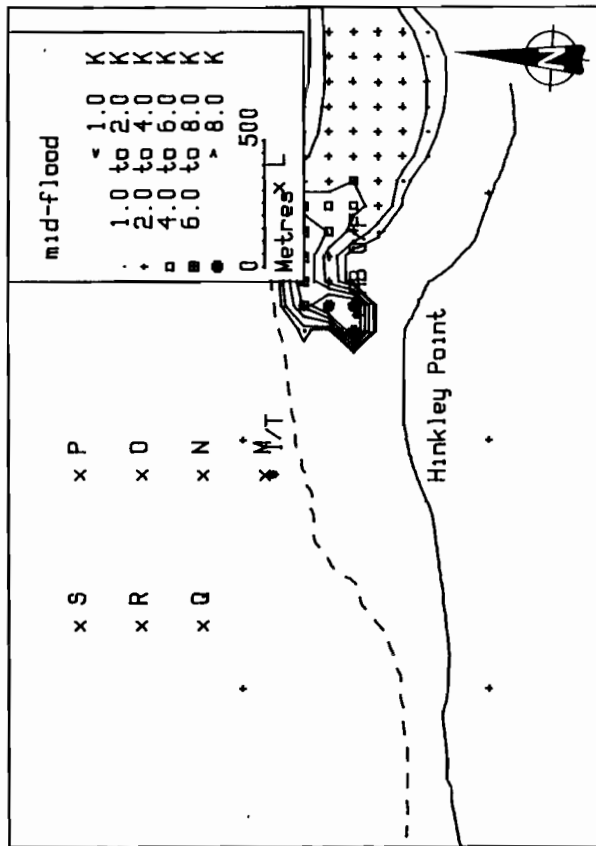 mid-flood
< 1.0 K
1.0 to 2.0 K
2.0 to 4.0 K
4.0 to 6.0 K
6.0 to 8.0 K
> 8.0 K
0 500
Metres
L
S
P
R
O
Q
N
M
I/T
Hinkley Point
N